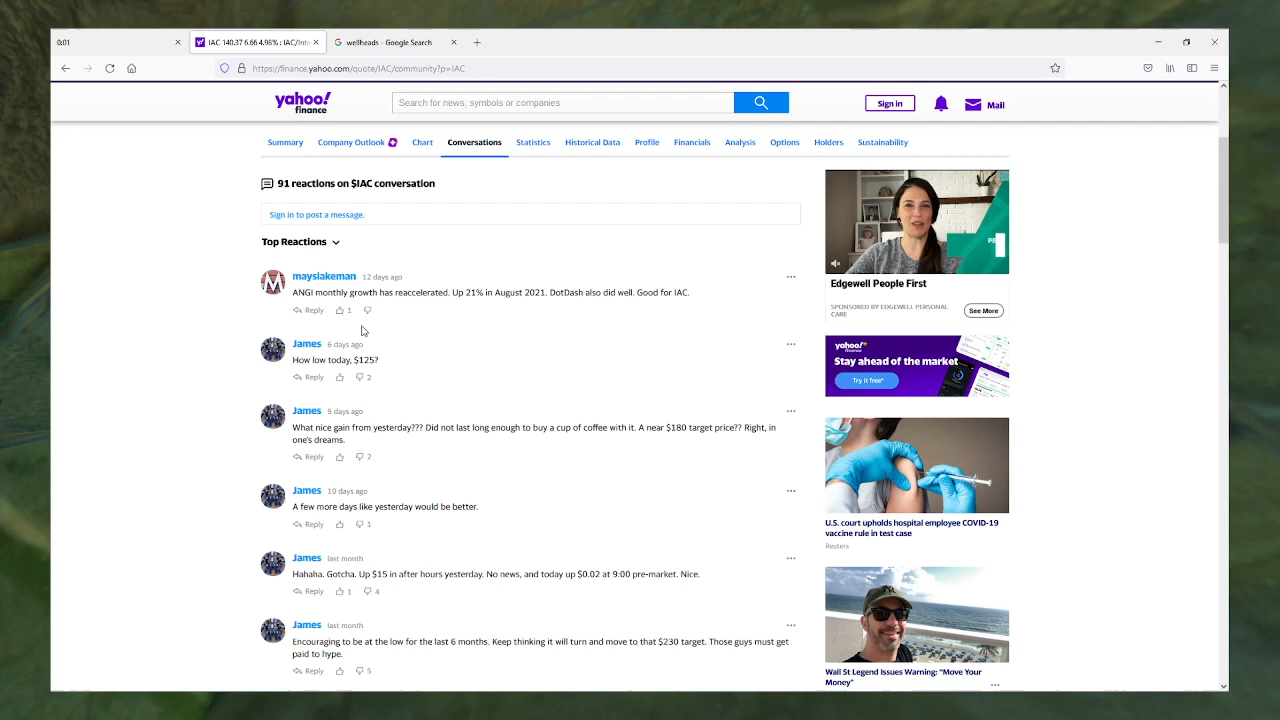 0:01
IAC 140.37 6.66 4.98% : IAC/Inte
wellheads - Google Search
https://finance.yahoo.com/quote/IAC/community?p=IAC
yahoo!
finance
Search for news, symbols or companies
Sign in
Mail
Summary
Company Outlook
Chart
Conversations
Statistics
Historical Data
Profile
Financials
Analysis
Options
Holders
Sustainability
91 reactions on $IAC conversation
Sign in to post a message.
Top Reactions
mayslakeman 12 days ago
ANGI monthly growth has reaccelerated. Up 21% in August 2021. DotDash also did well. Good for IAC.
Reply 1
James 6 days ago
How low today, $125?
Reply 2
James 9 days ago
What nice gain from yesterday??? Did not last long enough to buy a cup of coffee with it. A near $180 target price?? Right, in
one's dreams.
Reply 2
James 10 days ago
A few more days like yesterday would be better.
Reply 1
James last month
Hahaha. Gotcha. Up $15 in after hours yesterday. No news, and today up $0.02 at 9:00 pre-market. Nice.
Reply 1 4
James last month
Encouraging to be at the low for the last 6 months. Keep thinking it will turn and move to that $230 target. Those guys must get
paid to hype.
Reply 5
PE
Edgewell People First
SPONSORED BY EDGEWELL PERSONAL
CARE
See More
yahoo!
finance
Stay ahead of the market
Try it free*
U.S. court upholds hospital employee COVID-19
vaccine rule in test case
Reuters
Wall St Legend Issues Warning: "Move Your
Money"